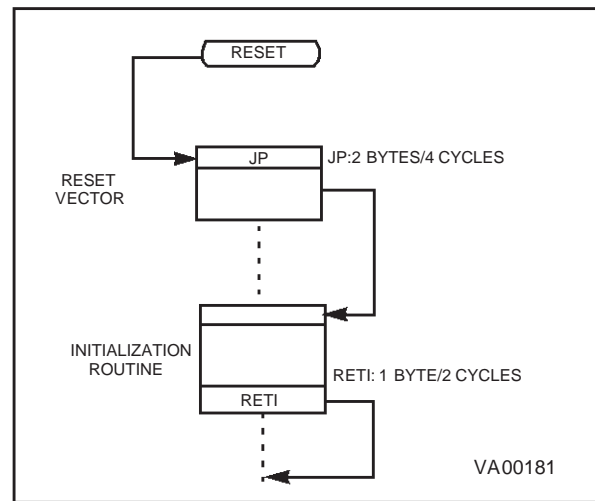 RESET
JP
JP:2 BYTES/4 CYCLES
RESET
VECTOR
INITIALIZATION
ROUTINE
RETI: 1 BYTE/2 CYCLES
RETI
VA00181